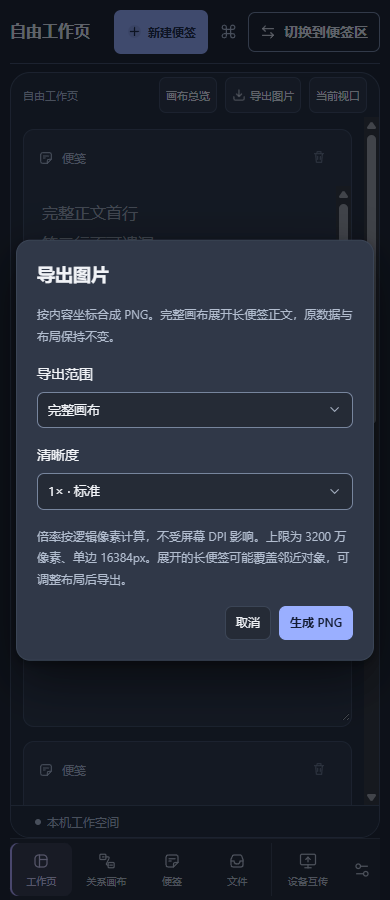 自由工作页
新建便签
切换到便签区
自由工作页
画布总览
导出图片
当前视口
便笺
完整正文首行
导出图片
按内容坐标合成 PNG。完整画布展开长便签正文，原数据与
布局保持不变。
导出范围
完整画布
清晰度
1× · 标准
倍率按逻辑像素计算，不受屏幕 DPI 影响。上限为 3200 万
像素、单边 16384px。展开的长便签可能覆盖邻近对象，可
调整布局后导出。
取消
生成 PNG
便笺
本机工作空间
工作页
关系画布
便签
文件
设备互传